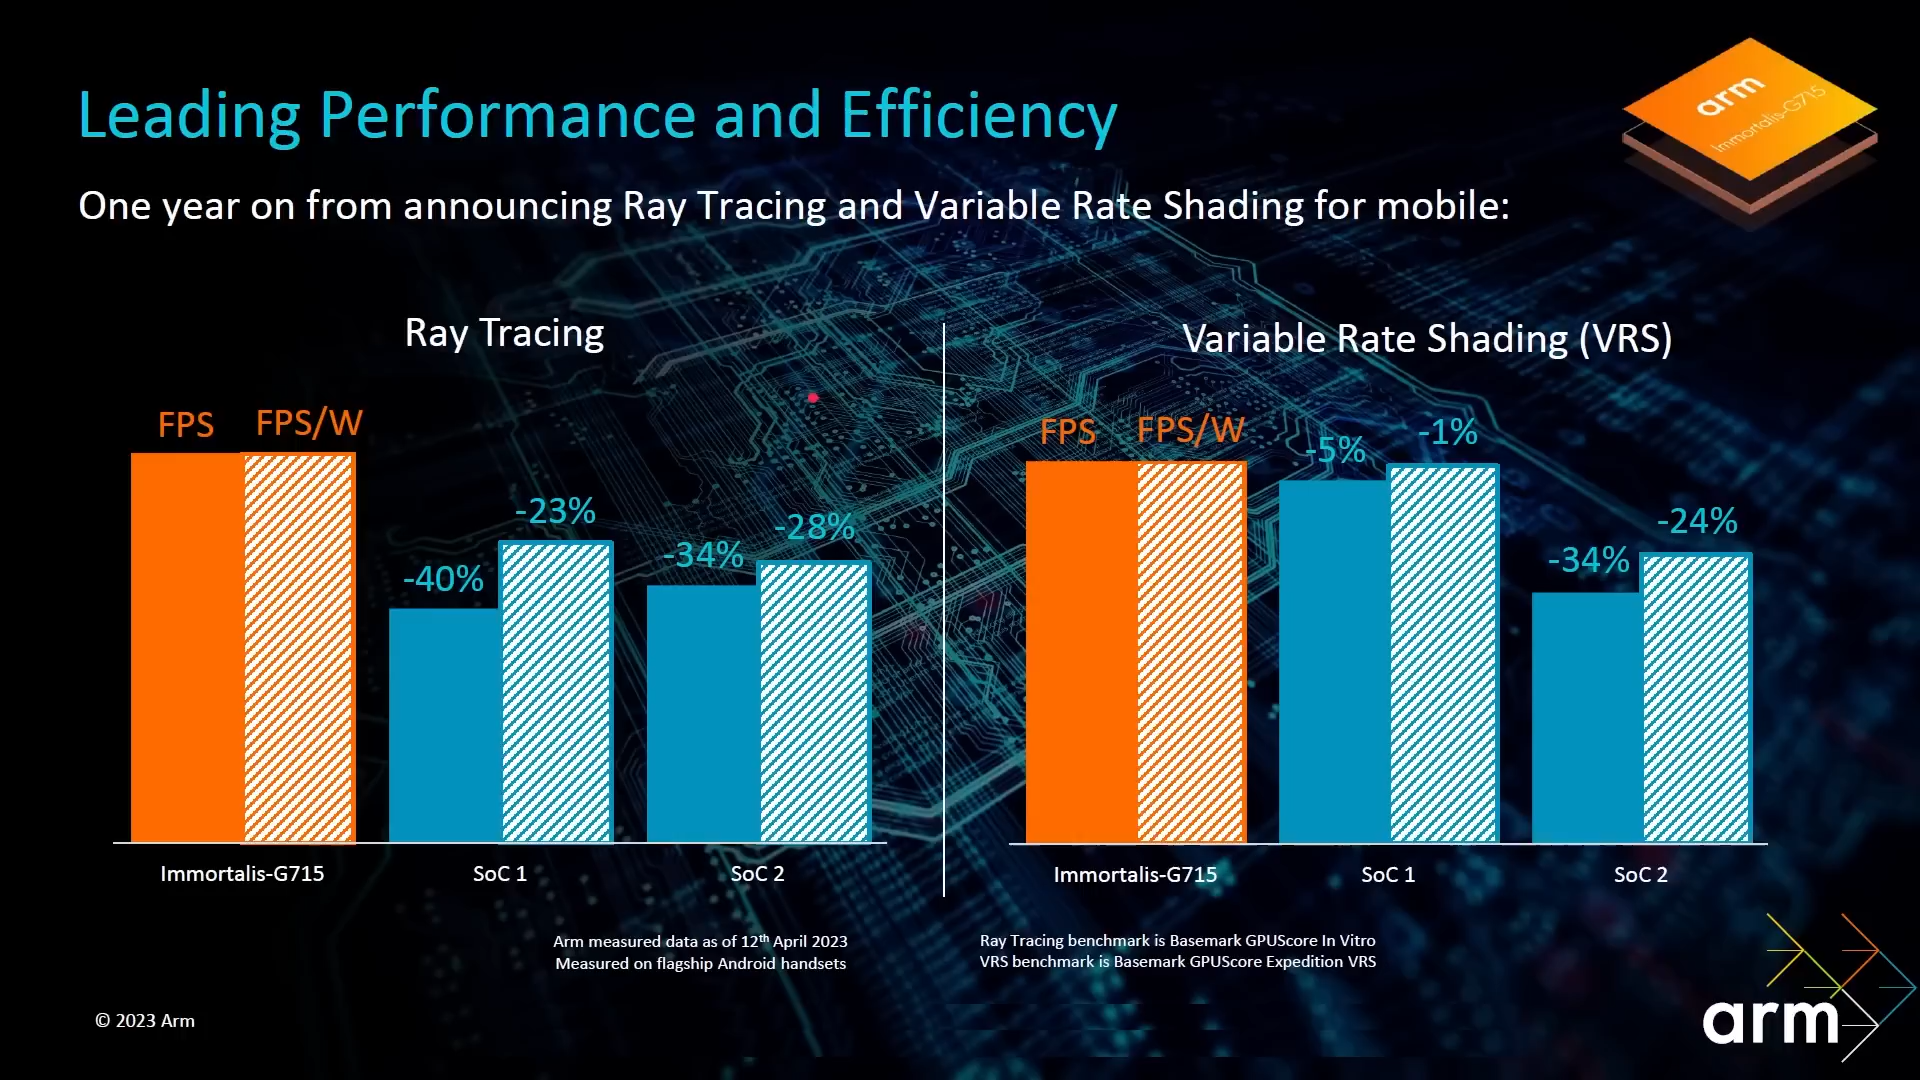 Leading Performance and Efficiency
arm
Immortalis-G715
One year on from announcing Ray Tracing and Variable Rate Shading for mobile:
Ray Tracing
FPS
FPS/W
-40%
-23%
-34%
-28%
Immortalis-G715
SoC 1
SoC 2
Variable Rate Shading (VRS)
FPS
FPS/W
-5%
-1%
-34%
-24%
Immortalis-G715
SoC 1
SoC 2
Arm measured data as of 12th April 2023
Measured on flagship Android handsets
Ray Tracing benchmark is Basemark GPUScore In Vitro
VRS benchmark is Basemark GPUScore Expedition VRS
© 2023 Arm
arm